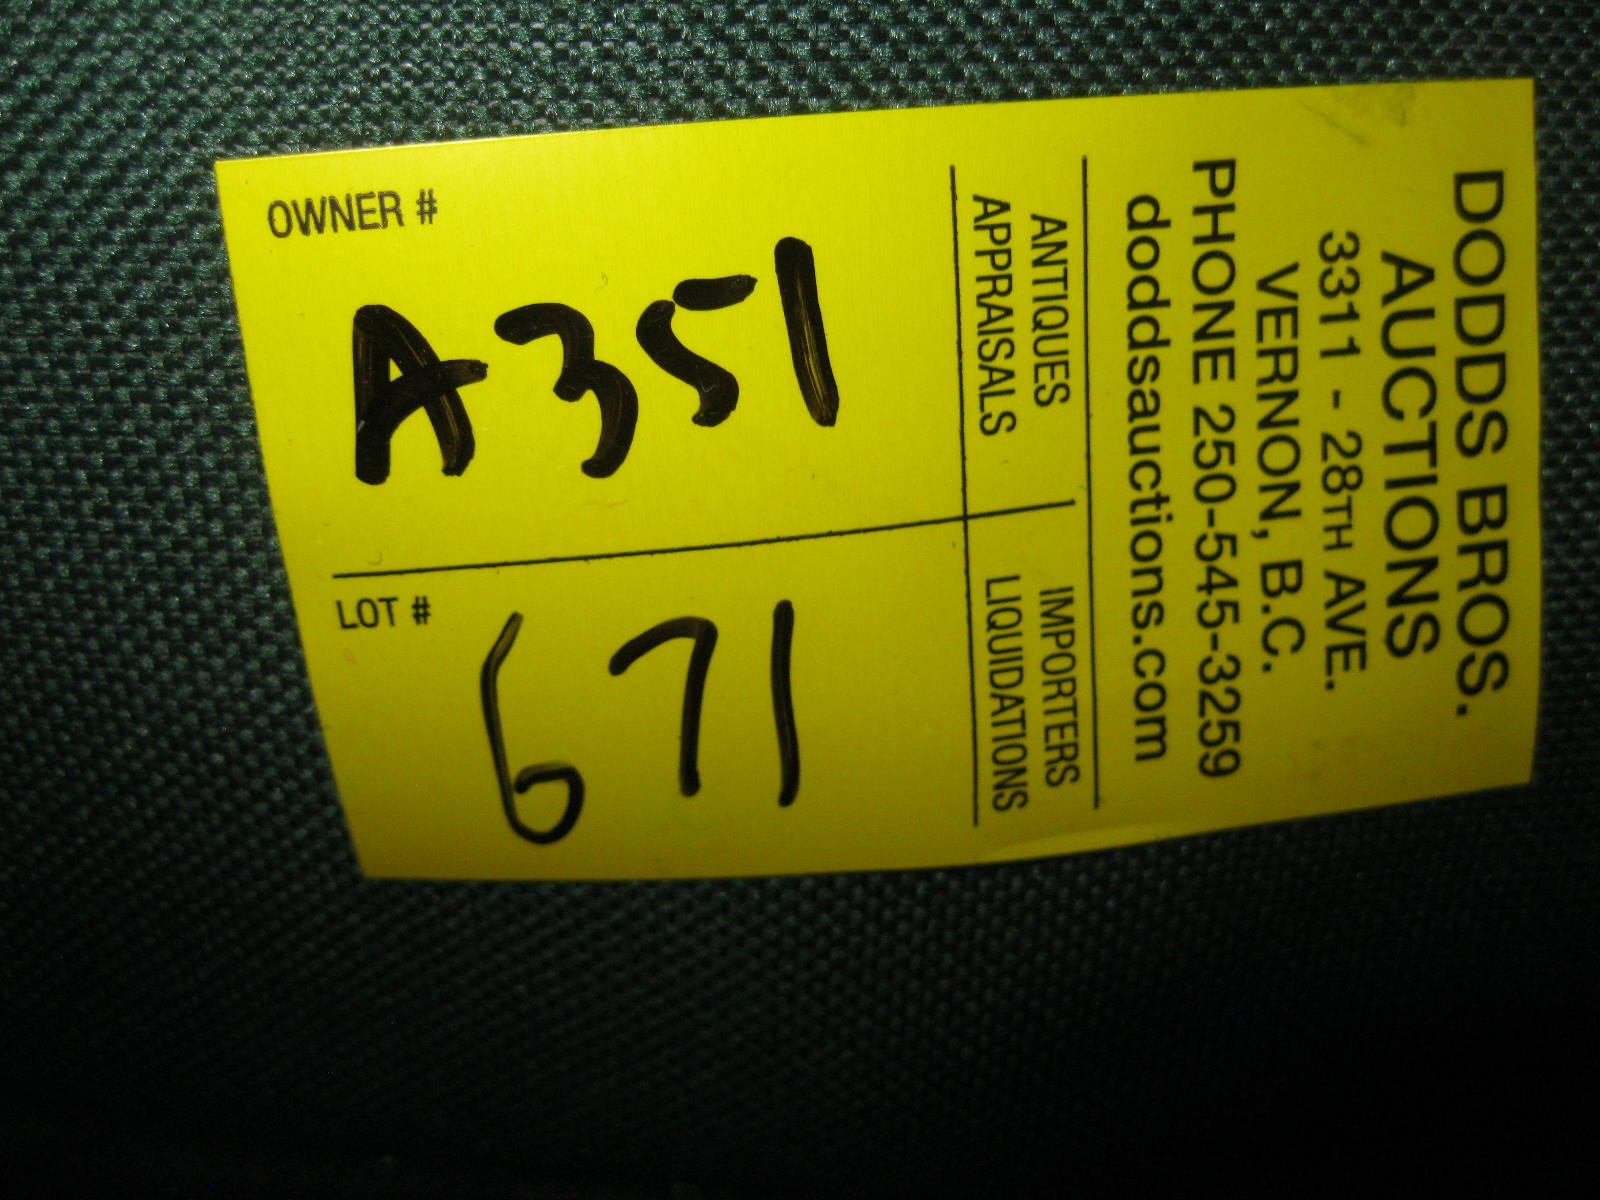 DODDS BROS.
AUCTIONS
3311 - 28TH AVE.
VERNON, B.C.
PHONE 250-545-3259
doddsauctions.com
ANTIQUES
APPRAISALS
IMPORTERS
LIQUIDATIONS
OWNER #
A351
LOT #
671